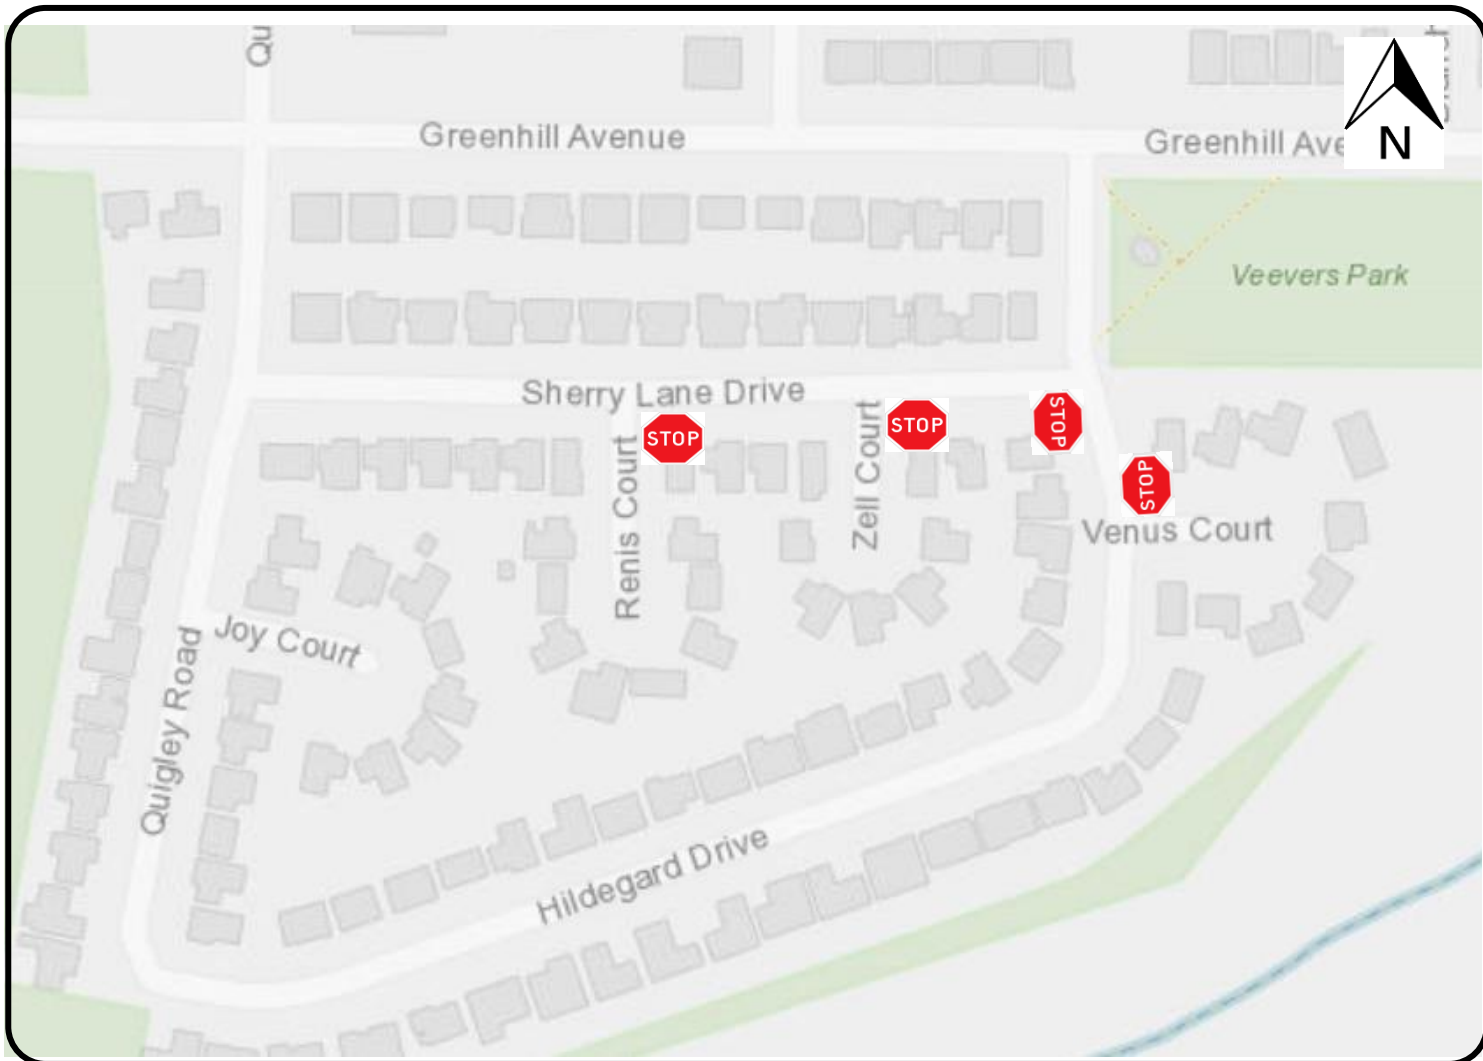 Qu
Greenhill Avenue
Greenhill Ave
N
Veevers Park
Sherry Lane Drive
STOP
STOP
STOP
STOP
Renis Court
Zell Court
Venus Court
Joy Court
Quigley Road
Hildegard Drive